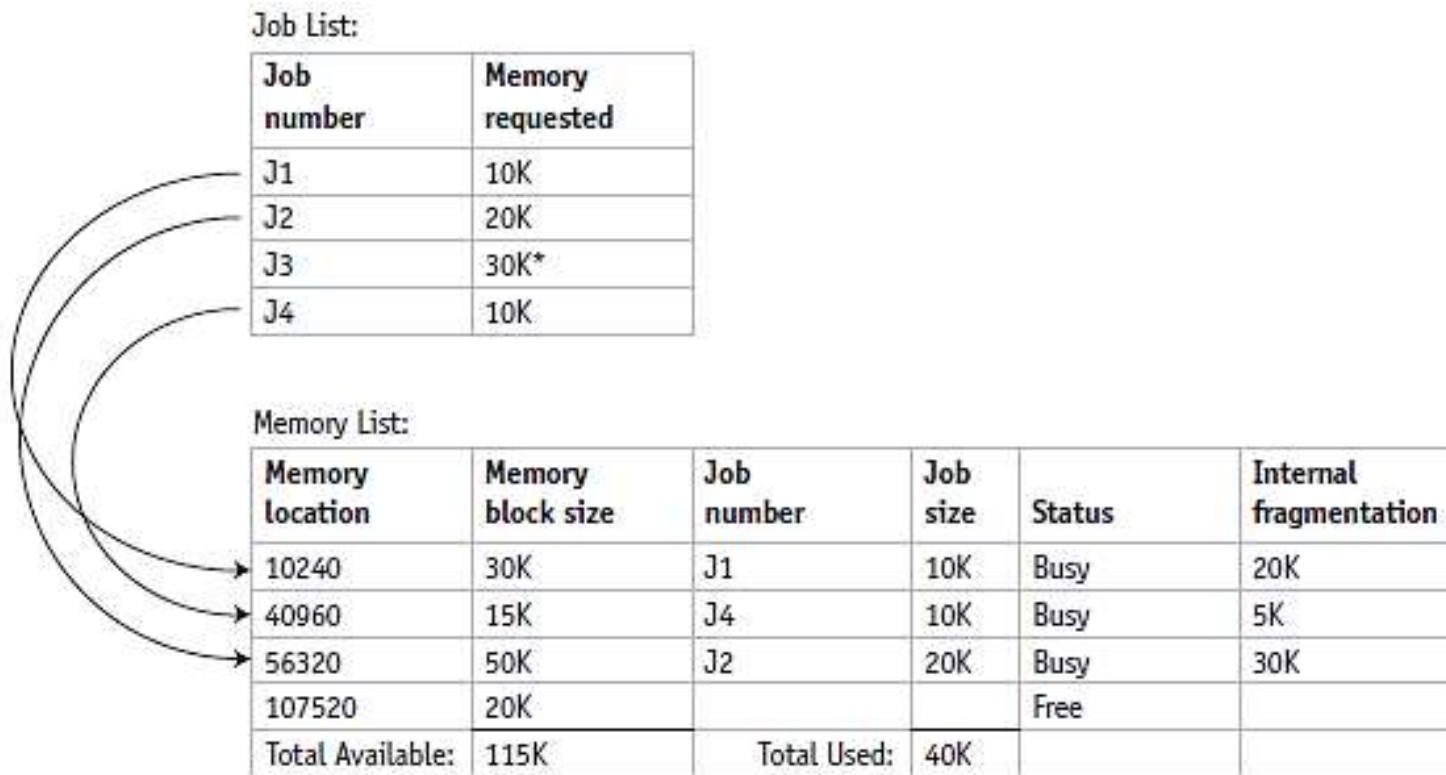 Job List:
Job number Memory requested
J1 10K
J2 20K
J3 30K*
J4 10K
Memory List:
Memory location Memory block size Job number Job size Status Internal fragmentation
10240 30K J1 10K Busy 20K
40960 15K J4 10K Busy 5K
56320 50K J2 20K Busy 30K
107520 20K Free
Total Available: 115K Total Used: 40K